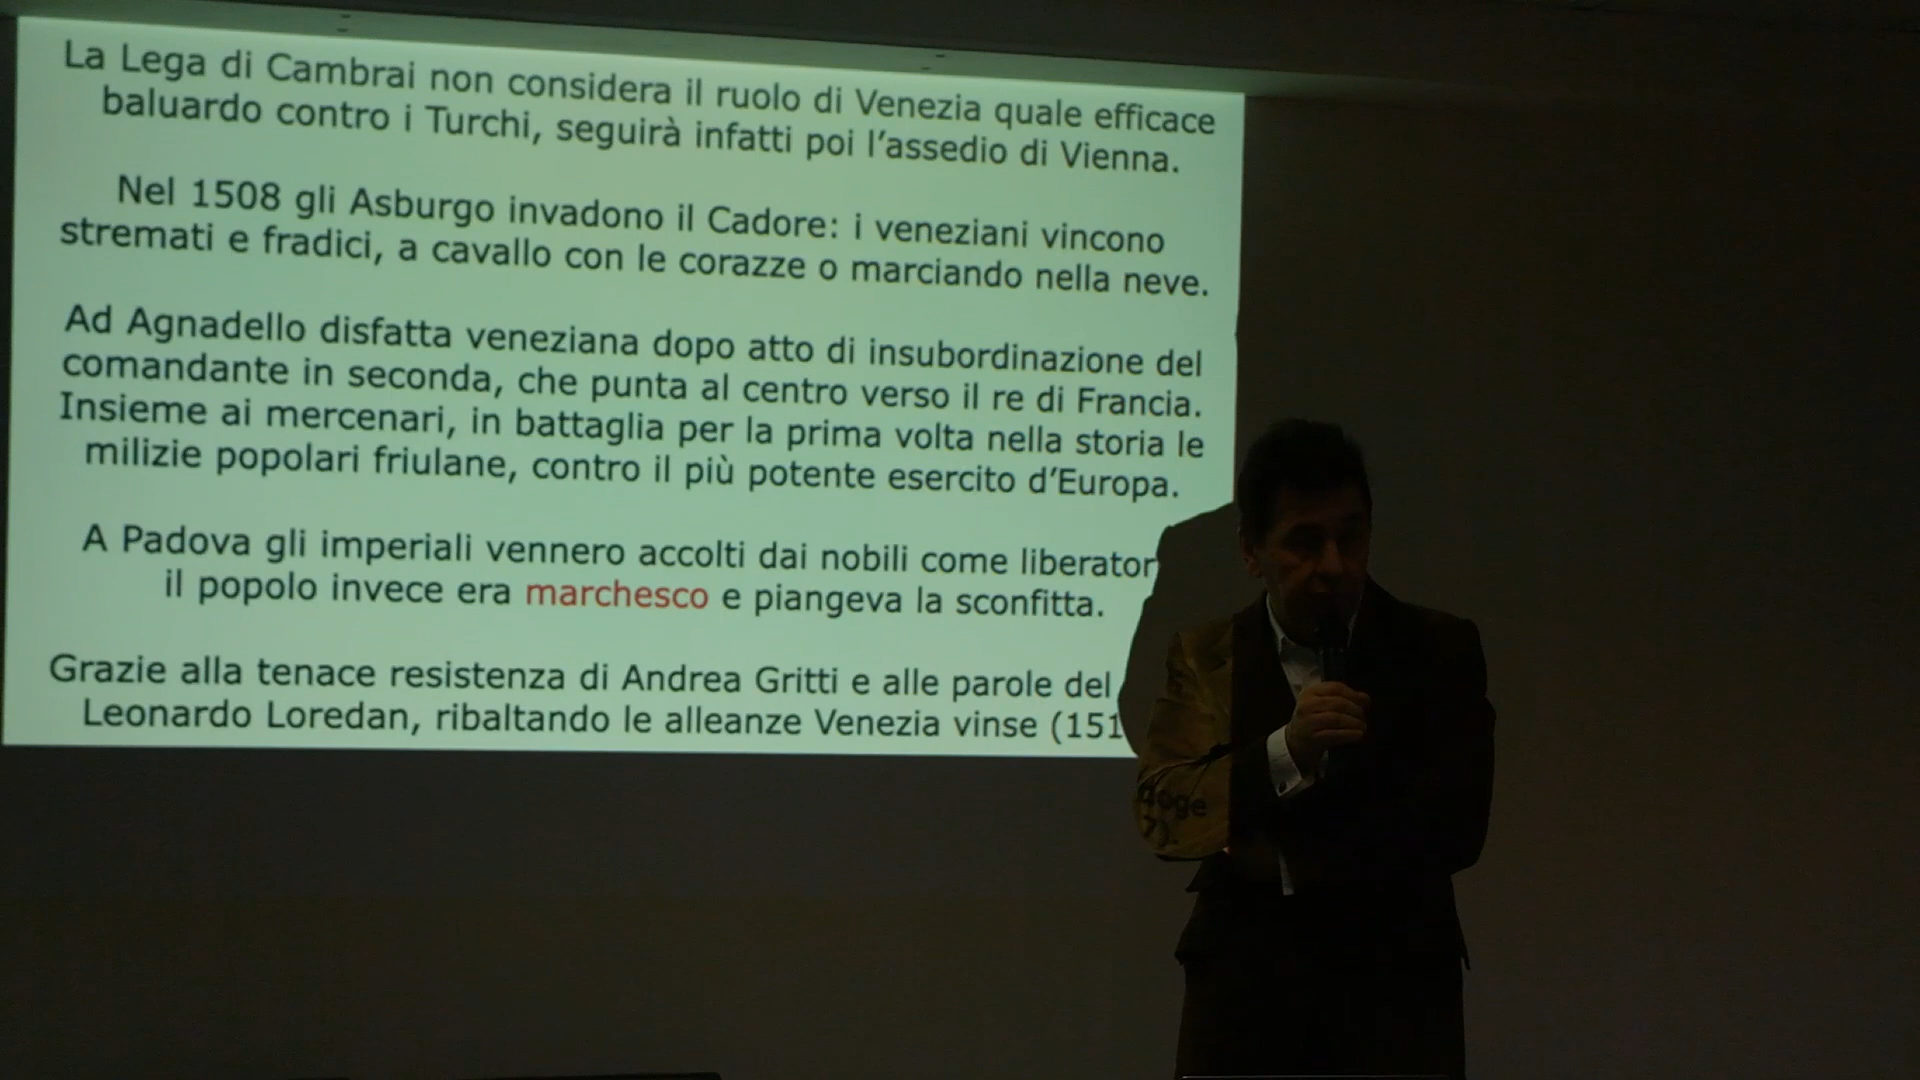 La Lega di Cambrai non considera il ruolo di Venezia quale efficace
baluardo contro i Turchi, seguirà infatti poi l'assedio di Vienna.
Nel 1508 gli Asburgo invadono il Cadore: i veneziani vincono
stremati e fradici, a cavallo con le corazze o marciando nella neve.
Ad Agnadello disfatta veneziana dopo atto di insubordinazione del
comandante in seconda, che punta al centro verso il re di Francia.
Insieme ai mercenari, in battaglia per la prima volta nella storia le
milizie popolari friulane, contro il più potente esercito d'Europa.
A Padova gli imperiali vennero accolti dai nobili come liberator
il popolo invece era marchesco e piangeva la sconfitta.
Grazie alla tenace resistenza di Andrea Gritti e alle parole del doge
Leonardo Loredan, ribaltando le alleanze Venezia vinse (1517).